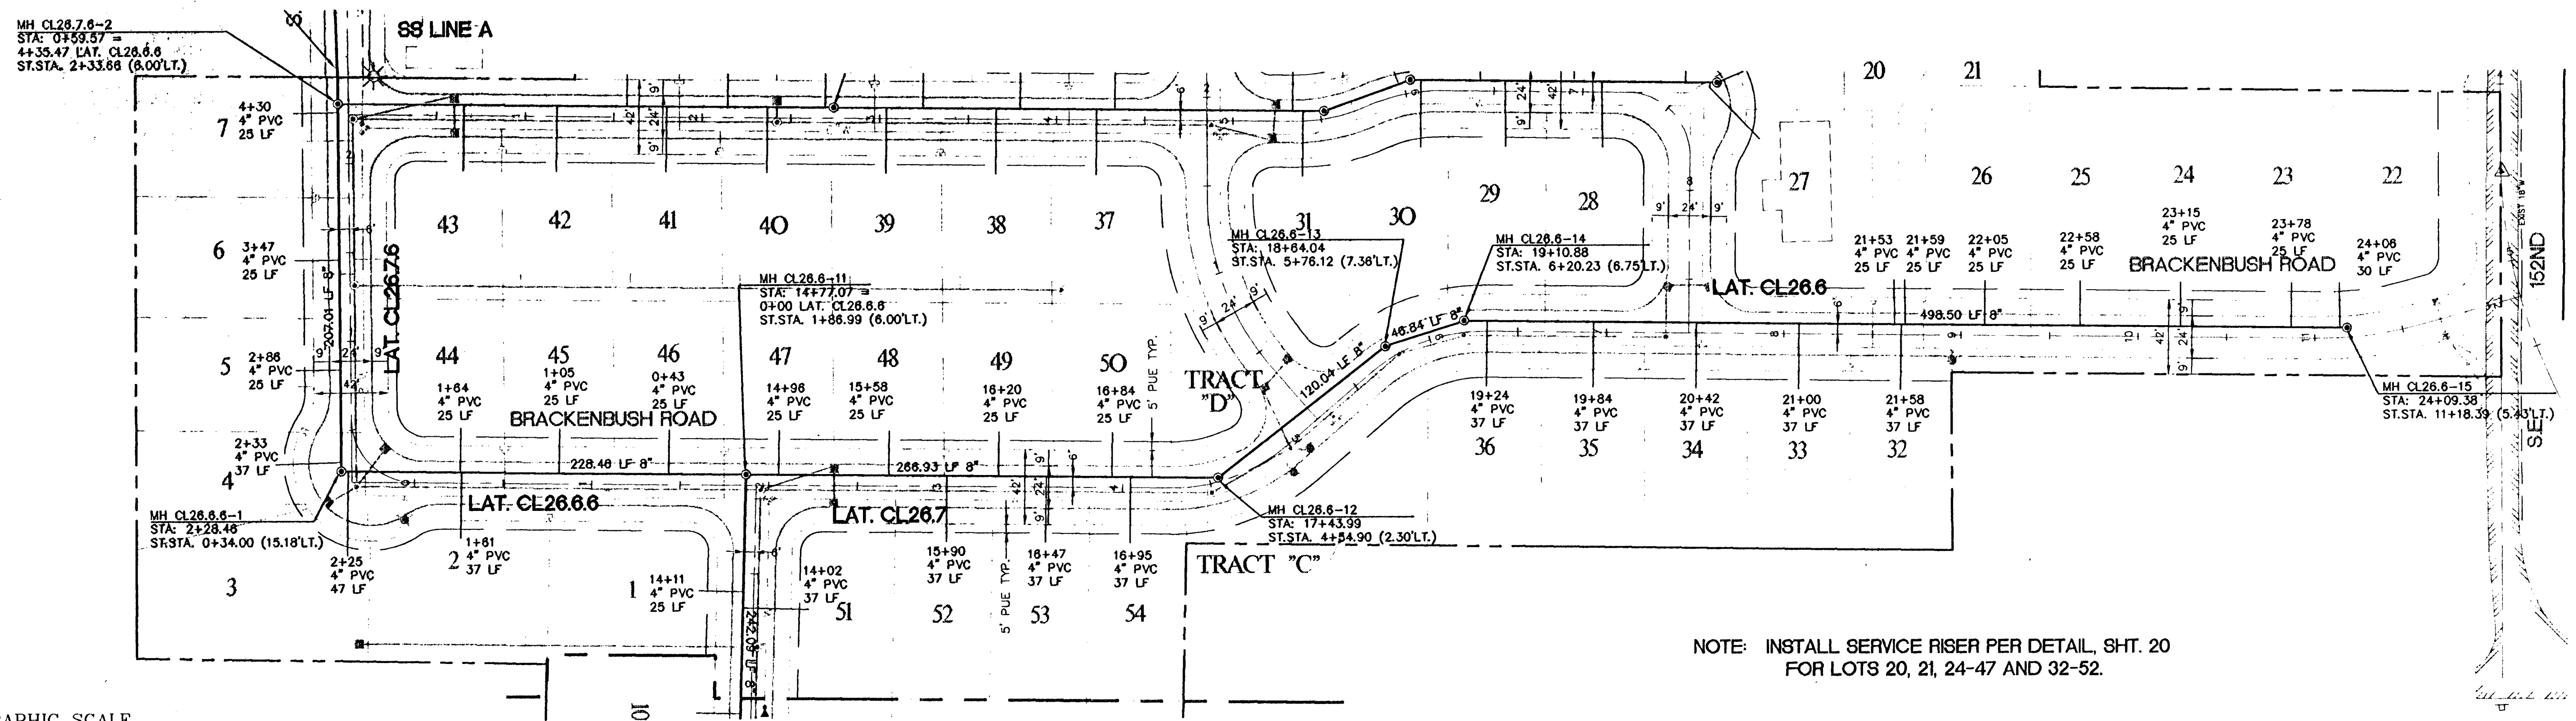 MH CL26.7.6-2
STA: 0+59.57 =
4+35.47 LAT. CL26.6.6
ST.STA. 2+33.66 (6.00'LT.)
SS LINE A
7
4+30
4" PVC
25 LF
6
3+47
4" PVC
25 LF
5
2+86
4" PVC
25 LF
4
2+33
4" PVC
37 LF
207.01 LF 8"
LAT. CL26.7.6
MH CL26.6.6-1
STA: 2+28.46
ST.STA. 0+34.00 (15.18'LT.)
3
2+25
4" PVC
47 LF
2
1+61
4" PVC
37 LF
1
14+11
4" PVC
25 LF
43
42
41
40
39
38
37
44
1+64
4" PVC
25 LF
45
1+05
4" PVC
25 LF
46
0+43
4" PVC
25 LF
BRACKENBUSH ROAD
228.46 LF 8"
LAT. CL26.6.6
MH CL26.6-11
STA: 14+77.07 =
0+00 LAT. CL26.6.6
ST.STA. 1+86.99 (6.00'LT.)
47
14+96
4" PVC
25 LF
48
15+58
4" PVC
25 LF
49
16+20
4" PVC
25 LF
50
16+84
4" PVC
25 LF
5' PUE TYP.
266.93 LF 8"
LAT. CL26.7
14+02
4" PVC
37 LF
51
242.09 LF 8"
15+90
4" PVC
37 LF
52
5' PUE TYP.
16+47
4" PVC
37 LF
53
16+95
4" PVC
37 LF
54
TRACT
"D"
TRACT "C"
MH CL26.6-12
STA: 17+43.99
ST.STA. 4+54.90 (2.30'LT.)
120.04 LF 8"
46.84 LF 8"
31
30
MH CL26.6-13
STA: 18+64.04
ST.STA. 5+76.12 (7.36'LT.)
29
28
MH CL26.6-14
STA: 19+10.88
ST.STA. 6+20.23 (6.75'LT.)
20
21
27
26
25
24
23
22
LAT. CL26.6
21+53
4" PVC
25 LF
21+59
4" PVC
25 LF
22+05
4" PVC
25 LF
22+58
4" PVC
25 LF
23+15
4" PVC
25 LF
23+78
4" PVC
25 LF
24+06
30 LF
BRACKENBUSH ROAD
498.50 LF 8"
19+24
4" PVC
37 LF
36
19+84
4" PVC
37 LF
35
20+42
4" PVC
37 LF
34
21+00
4" PVC
37 LF
33
21+58
4" PVC
37 LF
32
MH CL26.6-15
STA: 24+09.38
ST.STA. 11+18.39 (5.43'LT.)
SE 152ND
EXIST 18"W
9'
24'
9'
42'
NOTE: INSTALL SERVICE RISER PER DETAIL, SHT. 20
FOR LOTS 20, 21, 24-47 AND 32-52.
10
SCALE